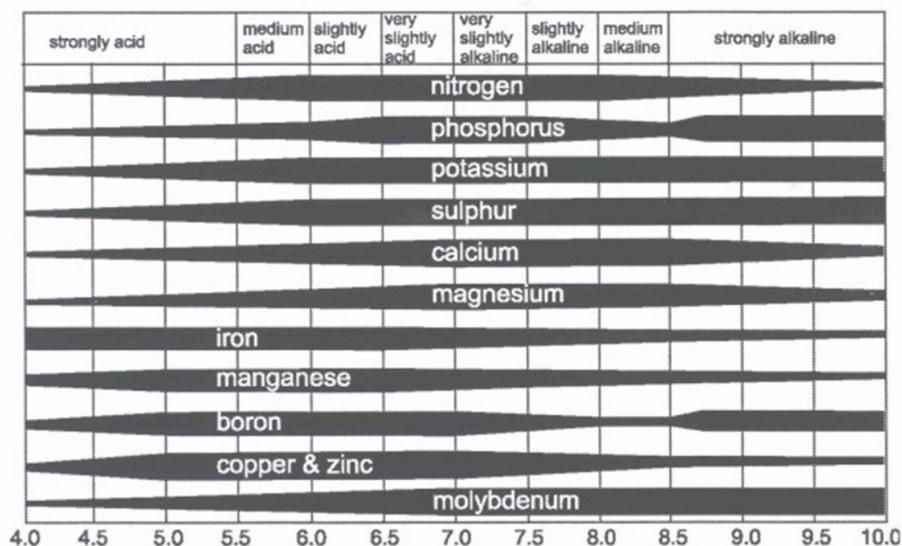 strongly acid
medium
acid
slightly
acid
very
slightly
acid
very
slightly
alkaline
slightly
alkaline
medium
alkaline
strongly alkaline
nitrogen
phosphorus
potassium
sulphur
calcium
magnesium
iron
manganese
boron
copper & zinc
molybdenum
4.0 4.5 5.0 5.5 6.0 6.5 7.0 7.5 8.0 8.5 9.0 9.5 10.0